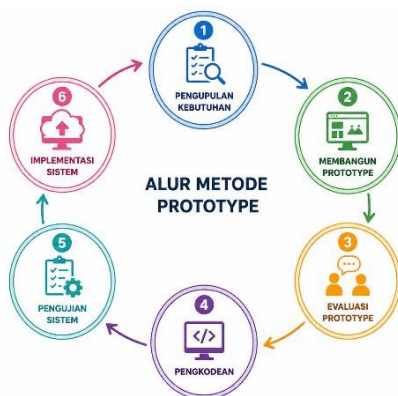 1
PENGUPULAN
KEBUTUHAN
2
MEMBANGUN
PROTOTYPE
3
EVALUASI
PROTOTYPE
4
</>
PENGKODEAN
5
PENGUJIAN
SISTEM
6
IMPLEMENTASI
SISTEM
ALUR METODE
PROTOTYPE